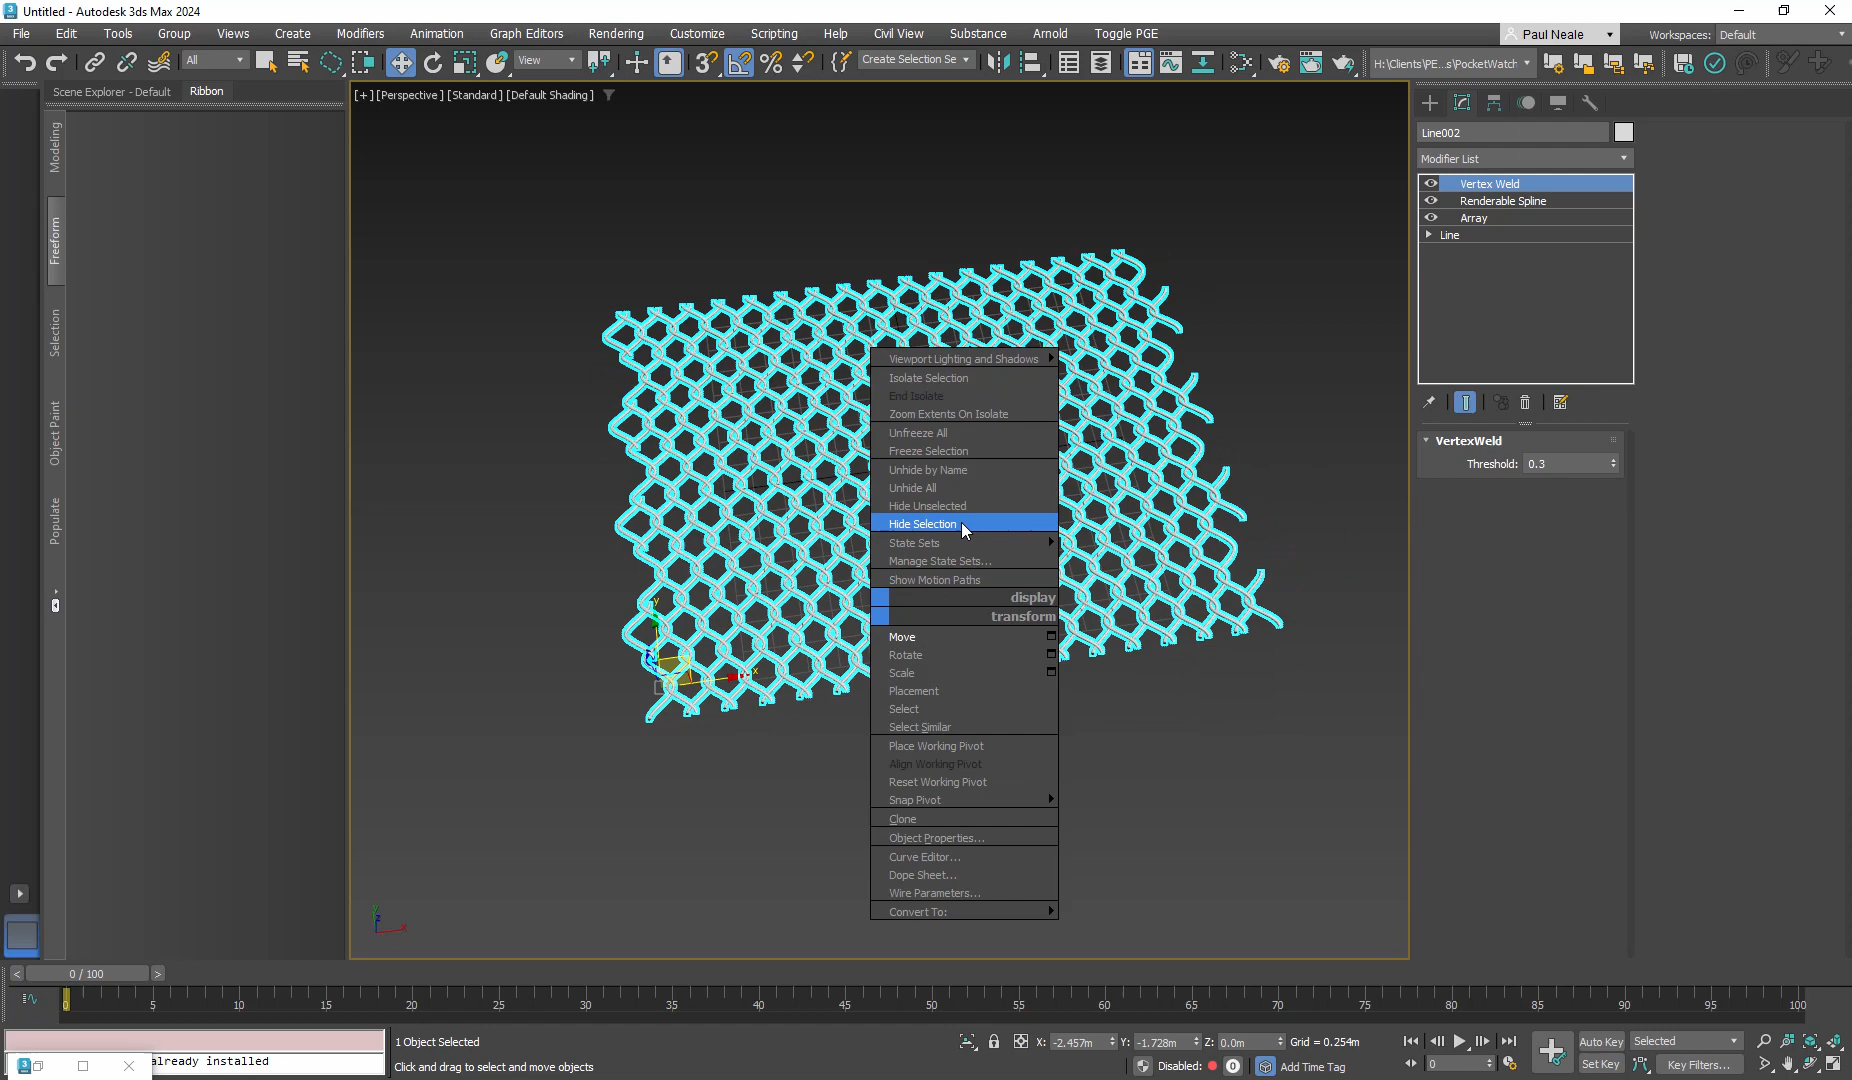 Untitled - Autodesk 3ds Max 2024
File Edit Tools Group Views Create Modifiers Animation Graph Editors Rendering Customize Scripting Help Civil View Substance Arnold Toggle PGE
Paul Neale
Workspaces: Default
All
View
Create Selection Se
H:\Clients\PE...s\PocketWatch
Scene Explorer - Default Ribbon
Modeling
Freeform
Selection
Object Paint
Populate
[+] [Perspective ] [Standard ] [Default Shading ]
Line002
Modifier List
Vertex Weld
Renderable Spline
Array
Line
VertexWeld
Threshold: 0.3
Viewport Lighting and Shadows
Isolate Selection
End Isolate
Zoom Extents On Isolate
Unfreeze All
Freeze Selection
Unhide by Name
Unhide All
Hide Unselected
Hide Selection
State Sets
Manage State Sets...
Show Motion Paths
display
transform
Move
Rotate
Scale
Placement
Select
Select Similar
Place Working Pivot
Align Working Pivot
Reset Working Pivot
Snap Pivot
Clone
Object Properties...
Curve Editor...
Dope Sheet...
Wire Parameters...
Convert To:
y
x
z
x
< 0 / 100 >
0 5 10 15 20 25 30 35 40 45 50 55 60 65 70 75 80 85 90 95 100
already installed
1 Object Selected
Click and drag to select and move objects
X: -2.457m Y: -1.728m Z: 0.0m Grid = 0.254m
Disabled: 0 Add Time Tag
0
Auto Key Selected
Set Key Key Filters...